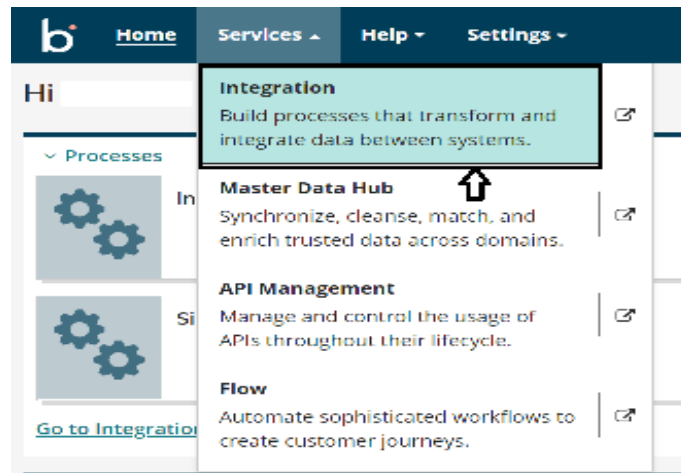 b Home Services Help Settings
Hi
Processes
In
Si
Go to Integration
Integration
Build processes that transform and
integrate data between systems.
Master Data Hub
Synchronize, cleanse, match, and
enrich trusted data across domains.
API Management
Manage and control the usage of
APIs throughout their lifecycle.
Flow
Automate sophisticated workflows to
create customer journeys.